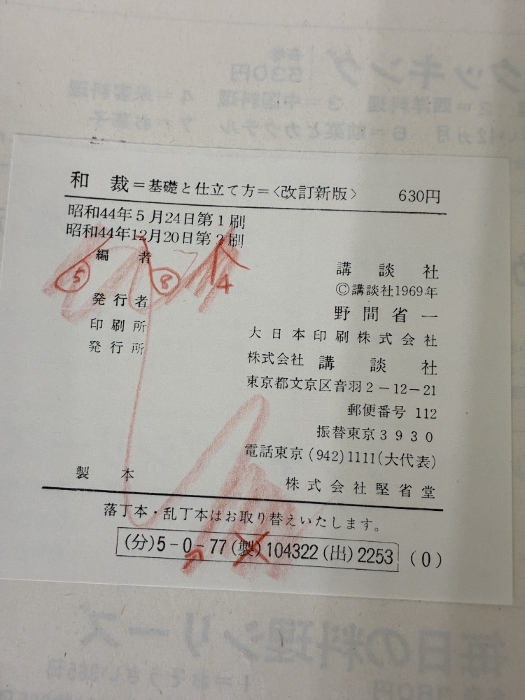 和 裁=基礎と仕立て方=〈改訂新版〉 630円
昭和44年5月24日第1刷
昭和44年12月20日第2刷
編 者 講 談 社
©講談社1969年
発行者 野 間 省 一
印刷所 大日本印刷株式会社
発行所 株式会社 講 談 社
東京都文京区音羽2-12-21
郵便番号 112
振替東京3930
電話東京(942)1111(大代表)
製 本 株式会社堅省堂
落丁本・乱丁本はお取り替えいたします。
(分)5-0-77(製)104322(出)2253 (0)
⑤ ⑧ 4